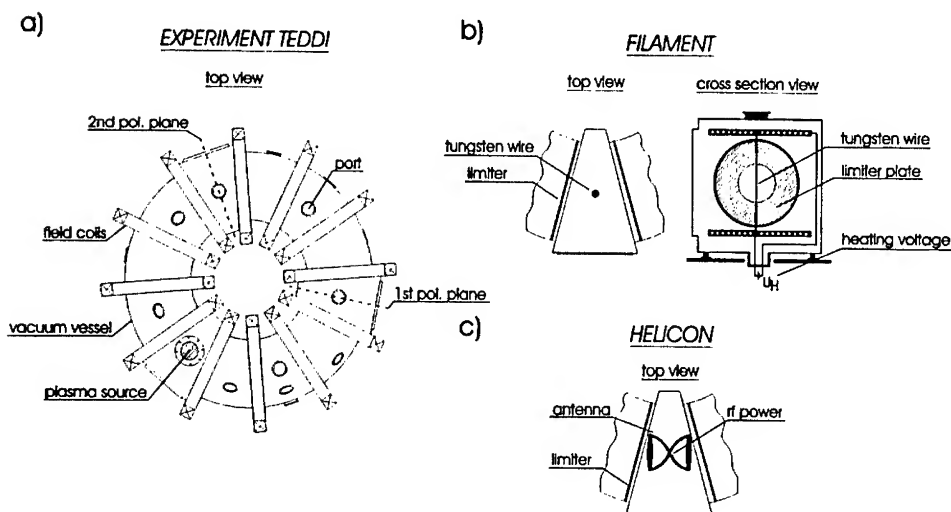 a)
EXPERIMENT TEDDI
top view
2nd pol. plane
port
field coils
1st pol. plane
vacuum vessel
plasma source
b)
FILAMENT
top view
cross section view
tungsten wire
limiter
tungsten wire
limiter plate
heating voltage
U_H
c)
HELICON
top view
antenna
rf power
limiter